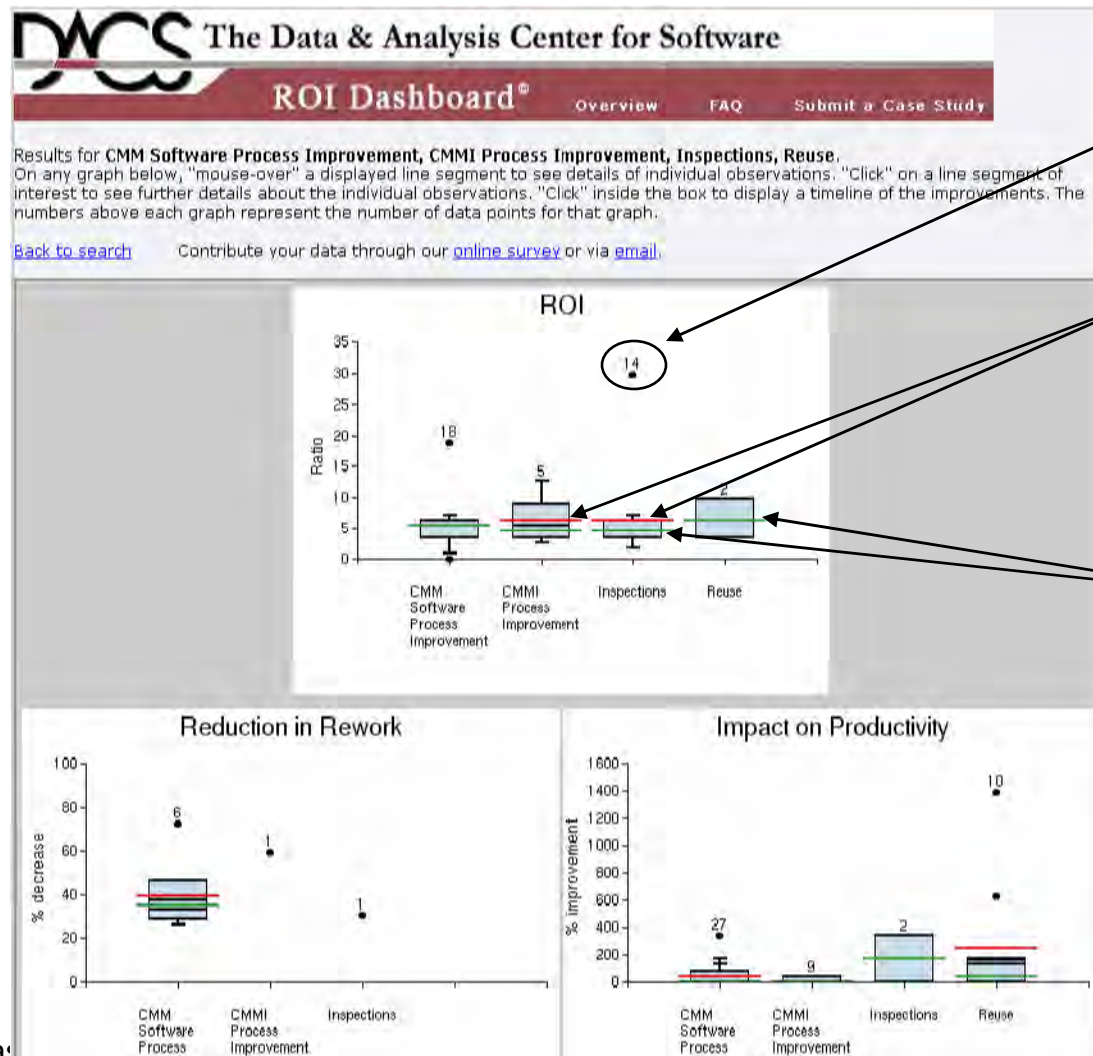 DACS The Data & Analysis Center for Software
ROI Dashboard© Overview FAQ Submit a Case Study
Results for CMM Software Process Improvement, CMMI Process Improvement, Inspections, Reuse.
On any graph below, "mouse-over" a displayed line segment to see details of individual observations. "Click" on a line segment of
interest to see further details about the individual observations. "Click" inside the box to display a timeline of the improvements. The
numbers above each graph represent the number of data points for that graph.
Back to search Contribute your data through our online survey or via email.
ROI
Ratio
35
30
25
20
15
10
5
0
18
5
14
2
CMM
Software
Process
Improvement
CMMI
Process
Improvement
Inspections
Reuse
Reduction in Rework
% decrease
100
80
60
40
20
0
6
1
1
CMM
Software
Process
CMMI
Process
Improvement
Inspections
Impact on Productivity
% improvement
1600
1400
1200
1000
800
600
400
200
0
27
9
2
10
CMM
Software
Process
CMMI
Process
Improvement
Inspections
Reuse